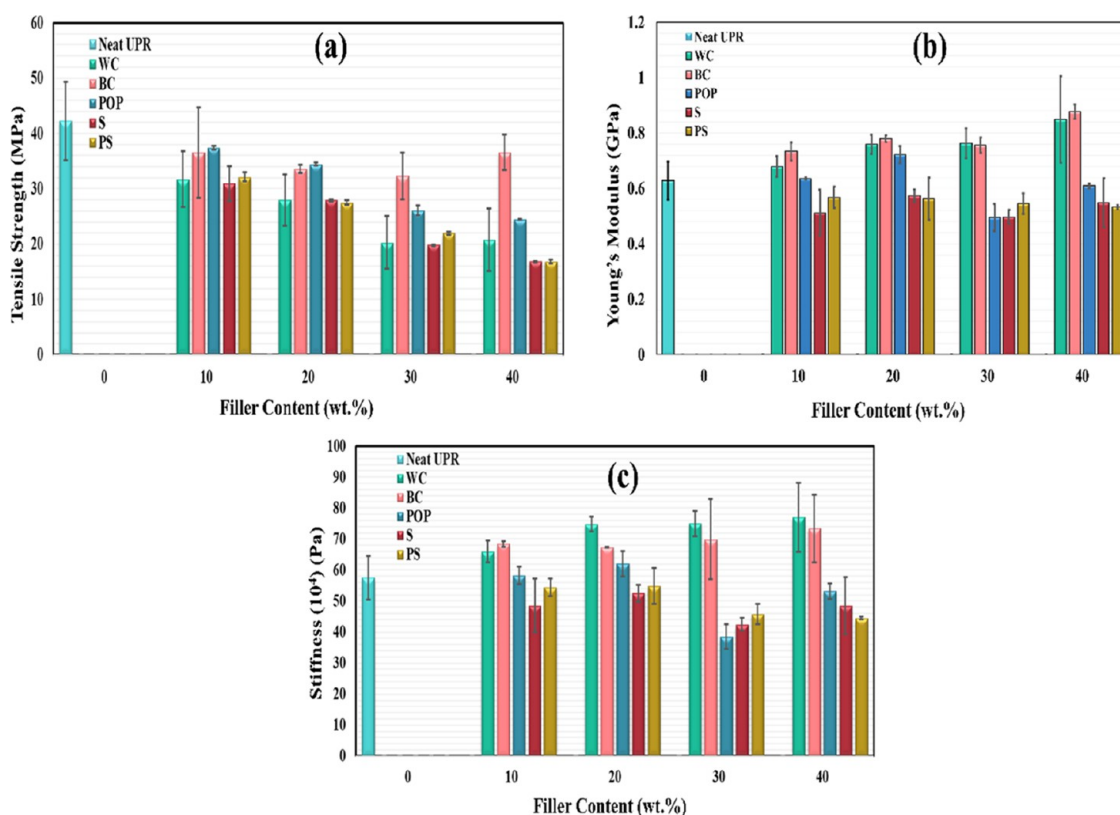 (a)
Tensile Strength (MPa)
60
50
40
30
20
10
0
Neat UPR
WC
BC
POP
S
PS
0 10 20 30 40
Filler Content (wt.%)
(b)
Young's Modulus (GPa)
1.2
1
0.8
0.6
0.4
0.2
0
Neat UPR
WC
BC
POP
S
PS
0 10 20 30 40
Filler Content (wt.%)
(c)
Stiffness (10⁴) (Pa)
100
90
80
70
60
50
40
30
20
10
0
Neat UPR
WC
BC
POP
S
PS
0 10 20 30 40
Filler Content (wt.%)